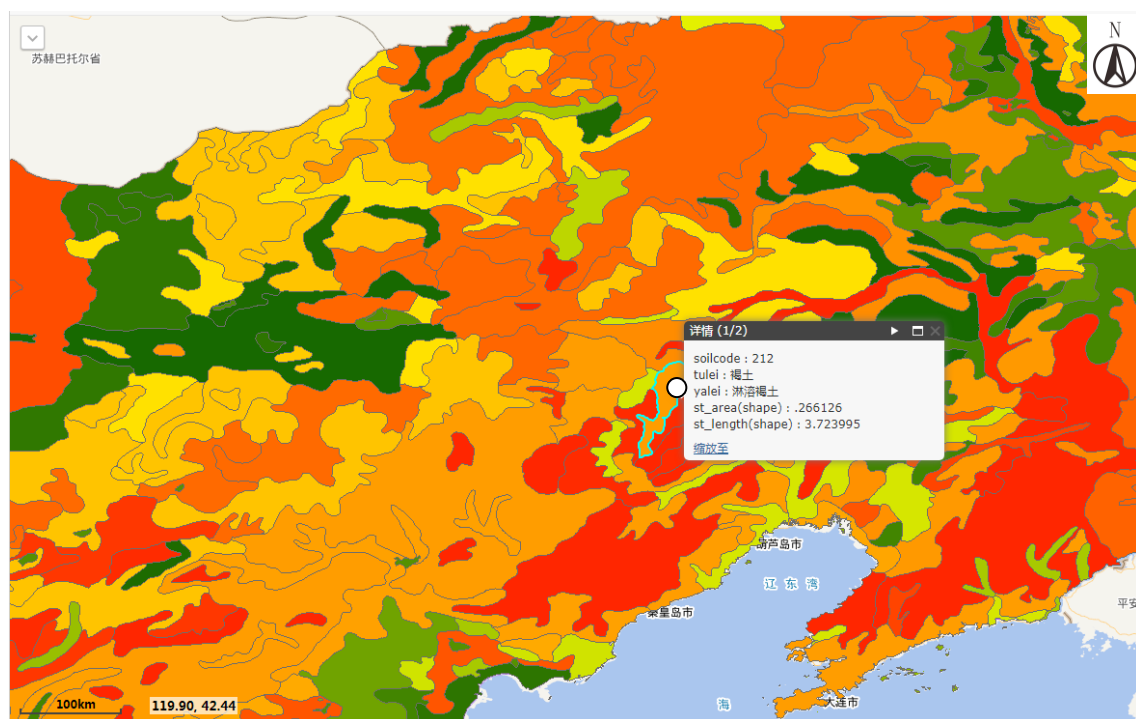 N
苏赫巴托尔省
详情 (1/2)
soilcode : 212
tulei : 褐土
yalei : 淋溶褐土
st_area(shape) : .266126
st_length(shape) : 3.723995
缩放至
葫芦岛市
辽东湾
秦皇岛市
平安
100km
119.90, 42.44
海
大连市